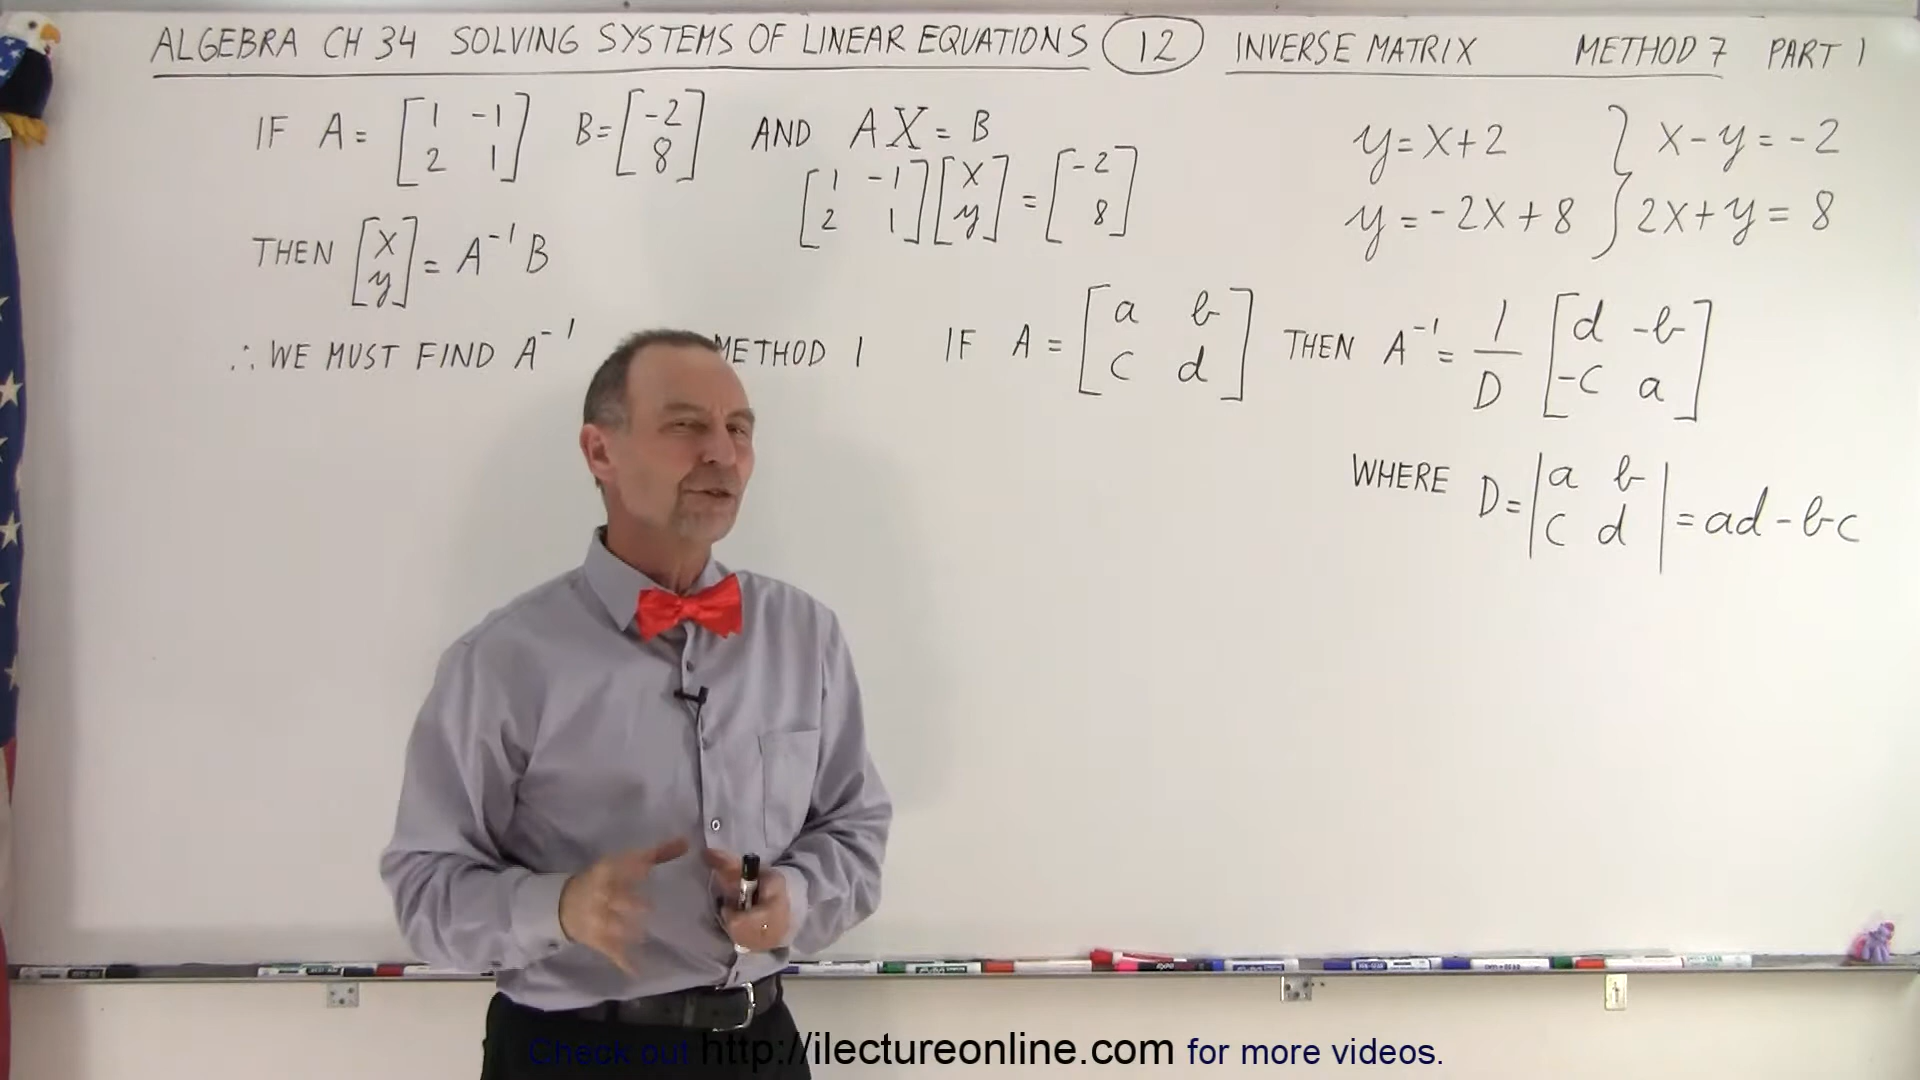 ALGEBRA CH 34 SOLVING SYSTEMS OF LINEAR EQUATIONS 12 INVERSE MATRIX METHOD 7 PART 1
IF A = [1 -1; 2 1] B = [-2; 8] AND AX = B
[1 -1; 2 1] [x; y] = [-2; 8]
y = x + 2 } x - y = -2
y = -2x + 8 } 2x + y = 8
THEN [x; y] = A⁻¹ B
∴ WE MUST FIND A⁻¹ METHOD 1 IF A = [a b; c d] THEN A⁻¹ = 1/D [d -b; -c a]
WHERE D = |a b; c d| = ad - bc
Check out http://ilectureonline.com for more videos.